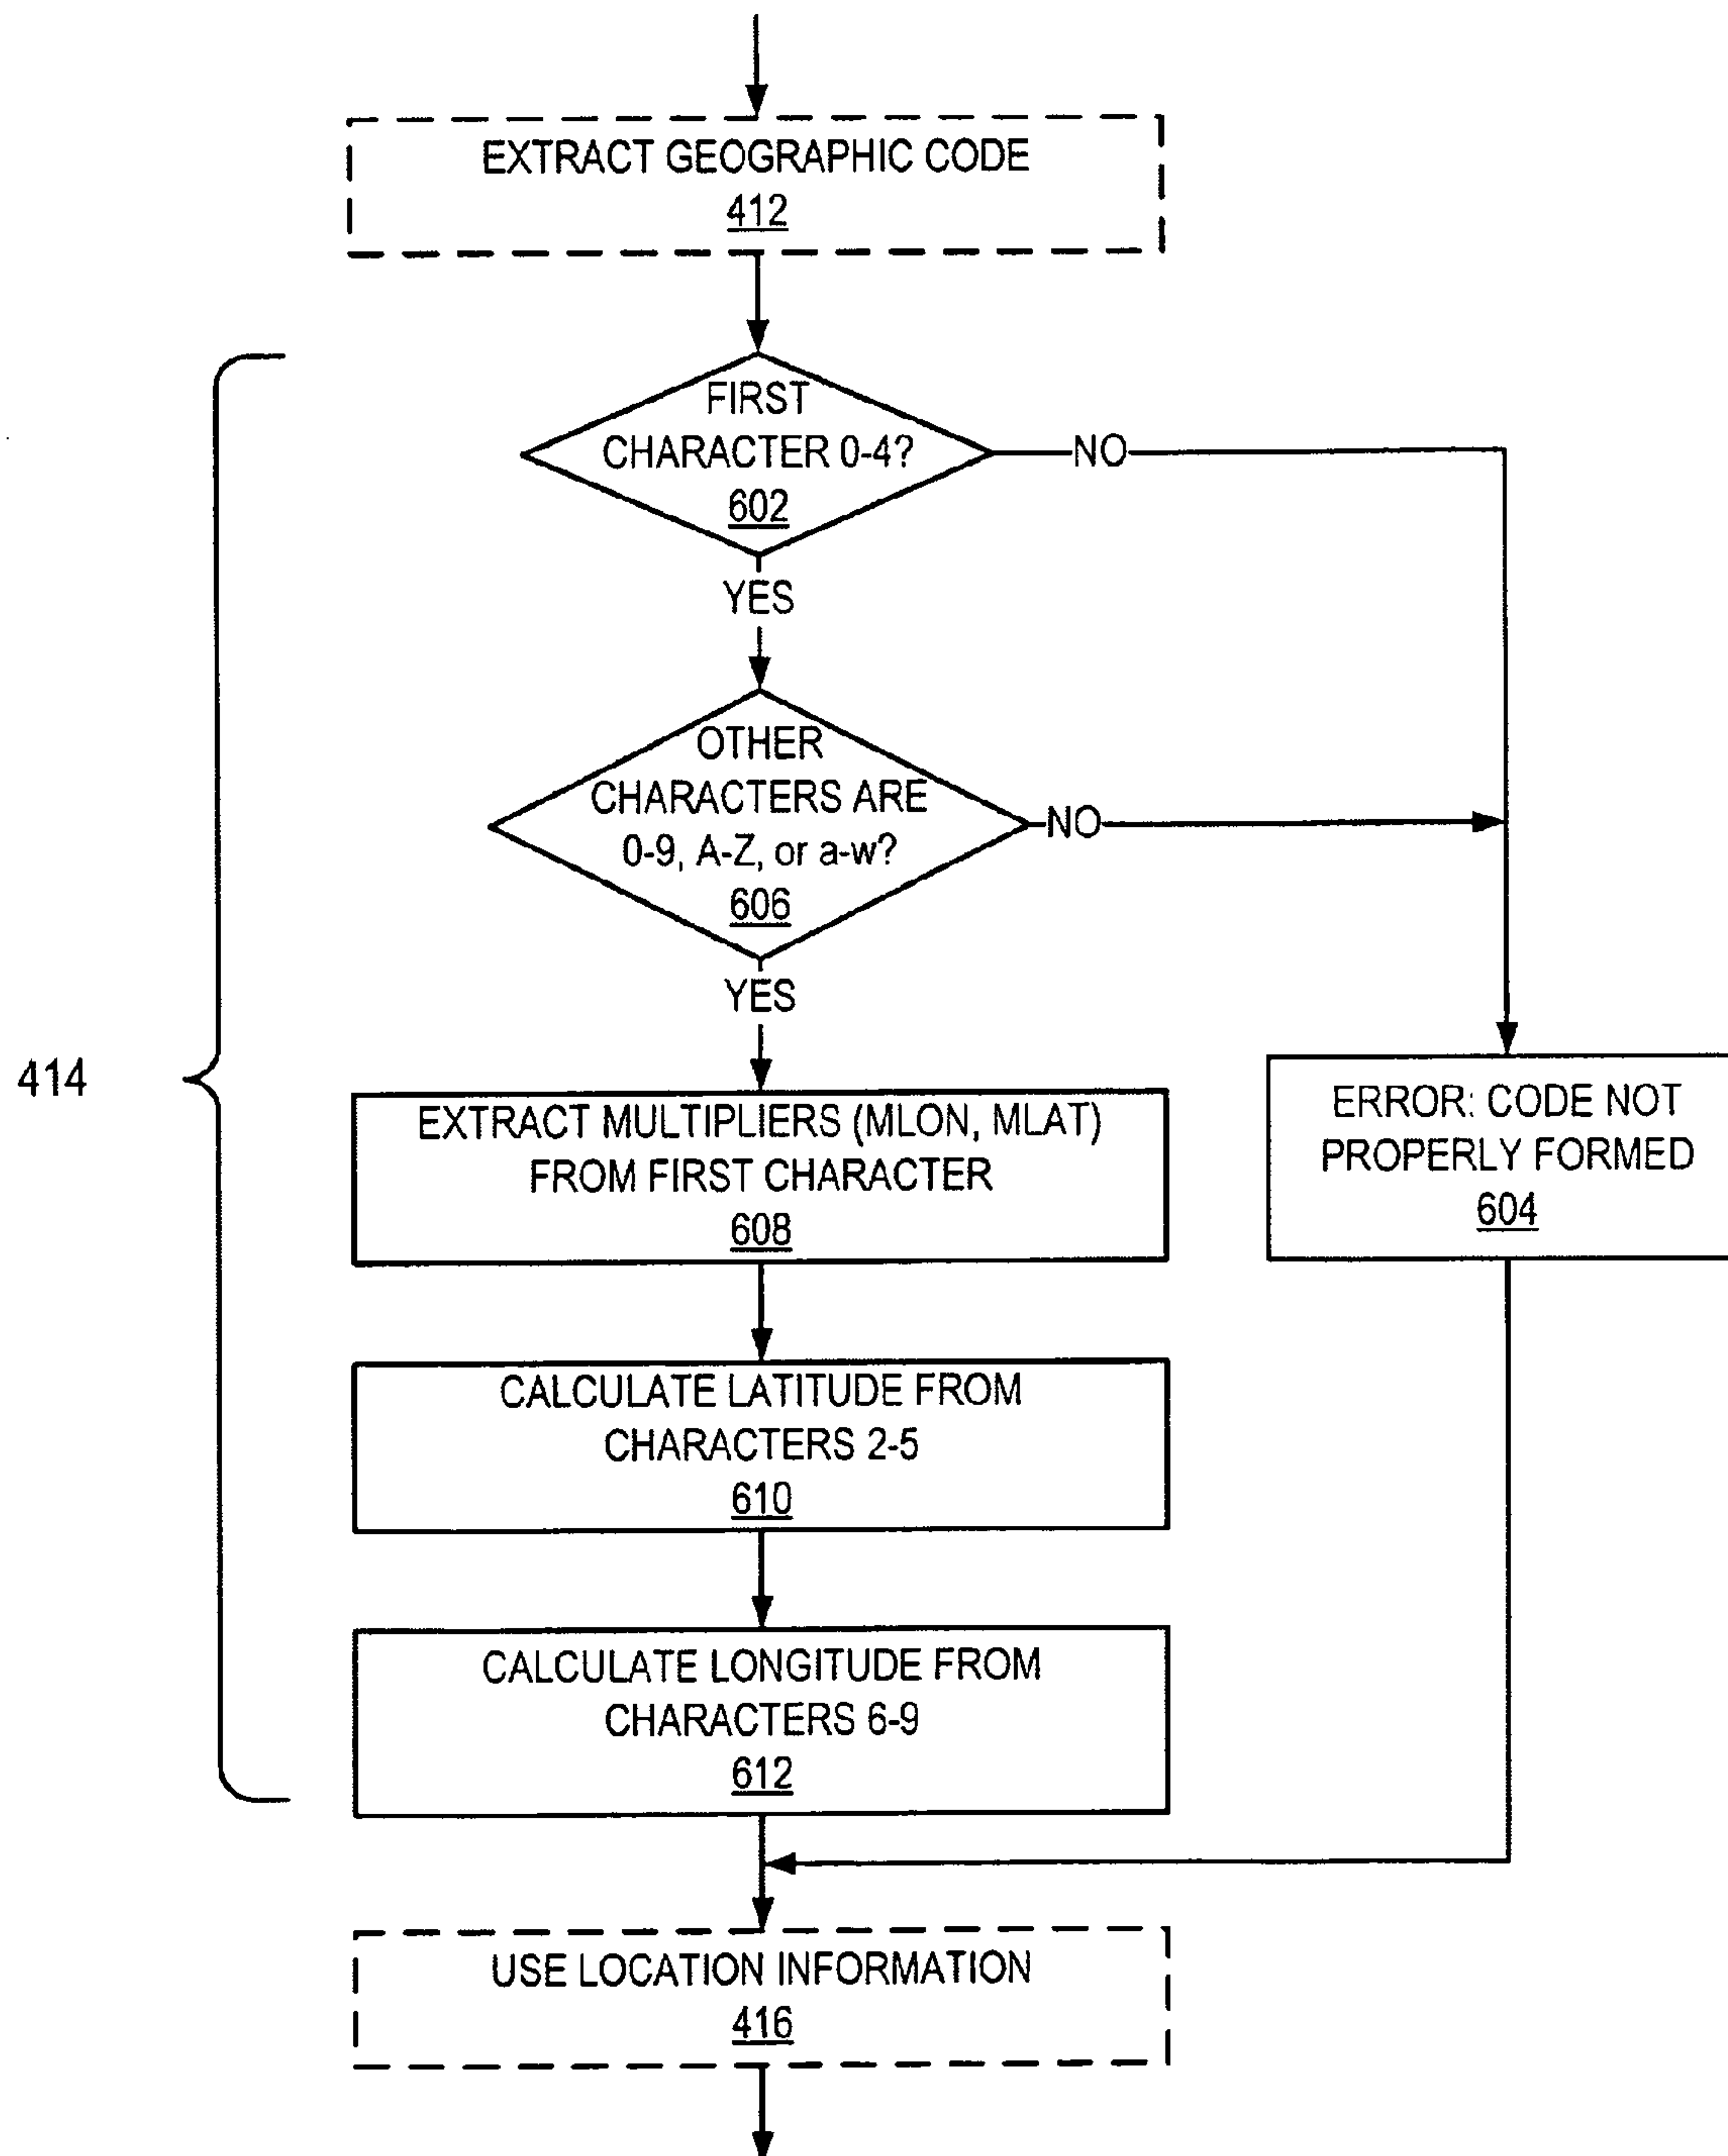 EXTRACT GEOGRAPHIC CODE
412
FIRST
CHARACTER 0-4?
602
NO
YES
OTHER
CHARACTERS ARE
0-9, A-Z, or a-w?
606
NO
YES
414
EXTRACT MULTIPLIERS (MLON, MLAT)
FROM FIRST CHARACTER
608
ERROR: CODE NOT
PROPERLY FORMED
604
CALCULATE LATITUDE FROM
CHARACTERS 2-5
610
CALCULATE LONGITUDE FROM
CHARACTERS 6-9
612
USE LOCATION INFORMATION
416